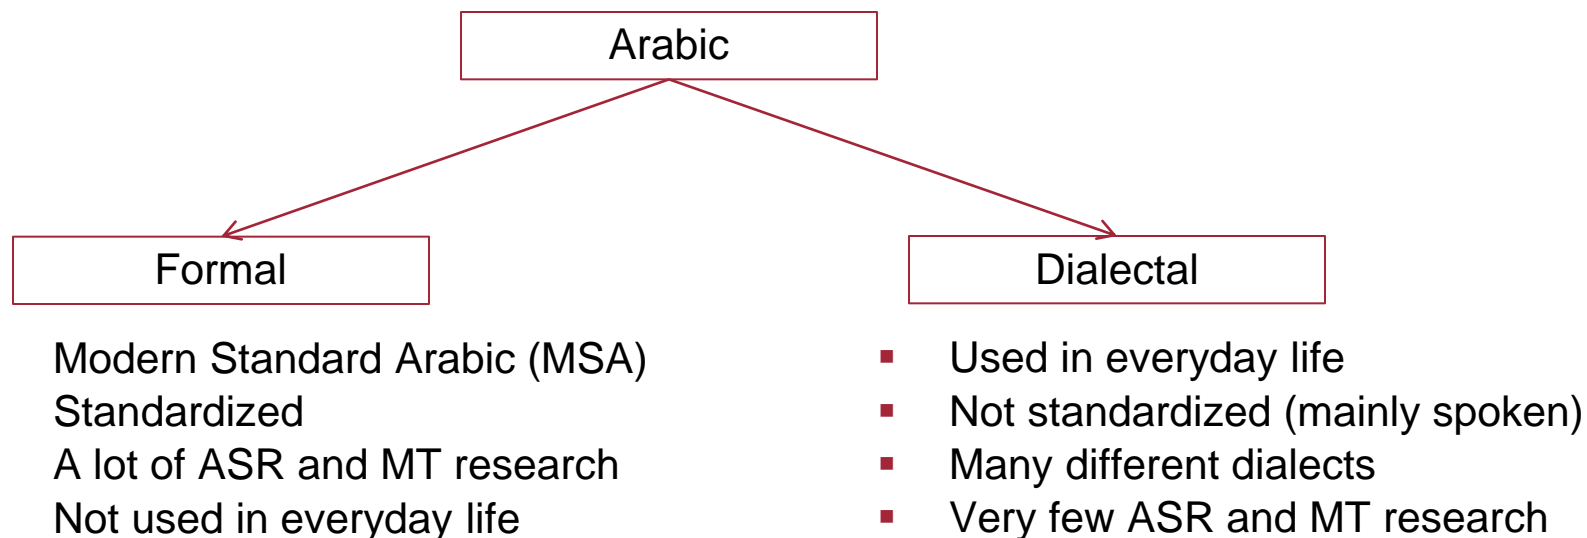 Arabic
Formal
Dialectal
Modern Standard Arabic (MSA)
Standardized
A lot of ASR and MT research
Not used in everyday life
▪ Used in everyday life
▪ Not standardized (mainly spoken)
▪ Many different dialects
▪ Very few ASR and MT research